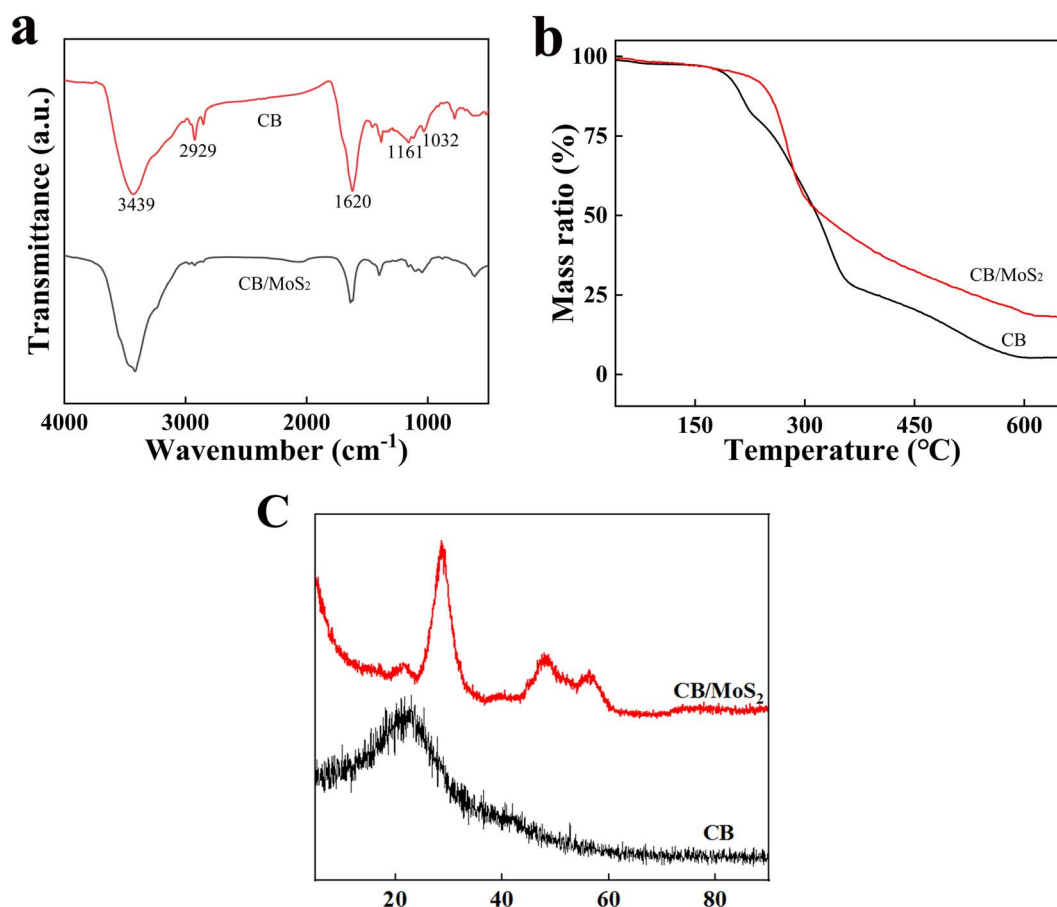 a
Transmittance (a.u.)
CB
2929
3439
1620
1161
1032
CB/MoS₂
4000 3000 2000 1000
Wavenumber (cm⁻¹)
b
Mass ratio (%)
100
75
50
25
0
CB/MoS₂
CB
150 300 450 600
Temperature (°C)
C
CB/MoS₂
CB
20 40 60 80